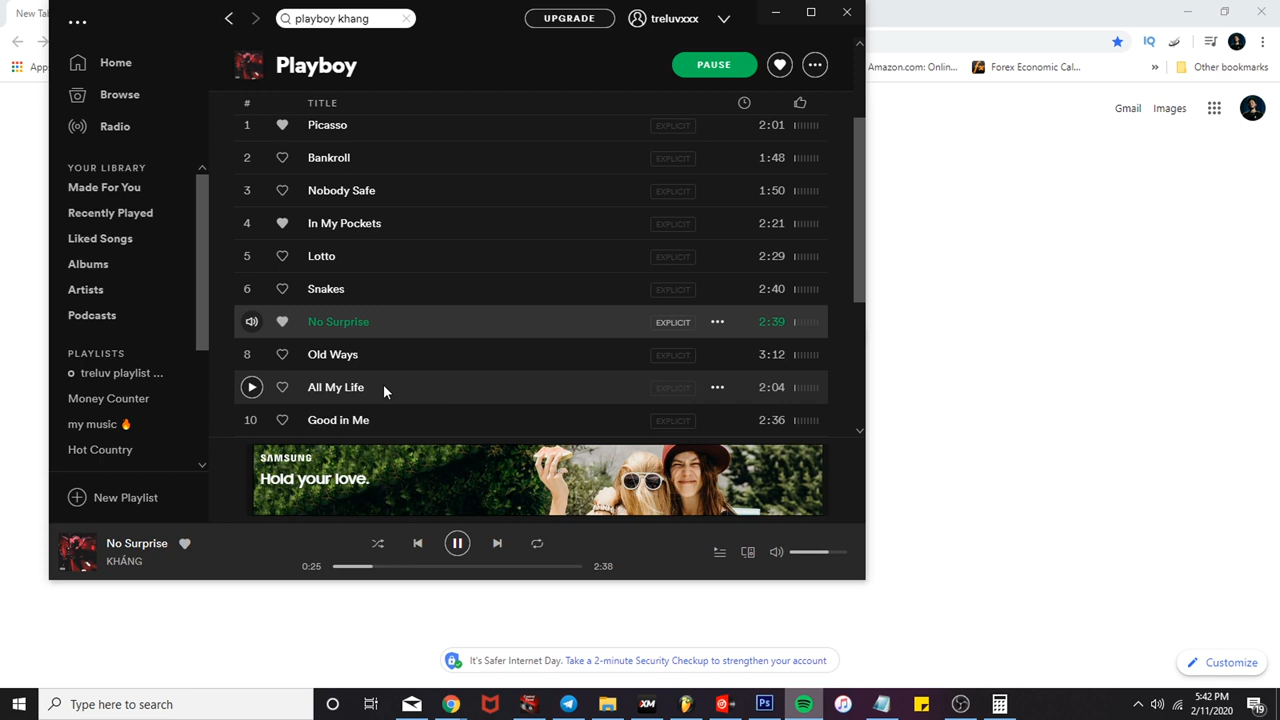 New Tab
playboy khang
UPGRADE
treluvxxx
Home
Browse
Radio
YOUR LIBRARY
Made For You
Recently Played
Liked Songs
Albums
Artists
Podcasts
PLAYLISTS
treluv playlist ...
Money Counter
my music 🔥
Hot Country
New Playlist
Playboy
PAUSE
# TITLE
1 Picasso EXPLICIT 2:01
2 Bankroll EXPLICIT 1:48
3 Nobody Safe EXPLICIT 1:50
4 In My Pockets EXPLICIT 2:21
5 Lotto EXPLICIT 2:29
6 Snakes EXPLICIT 2:40
No Surprise EXPLICIT 2:39
8 Old Ways EXPLICIT 3:12
All My Life EXPLICIT 2:04
10 Good in Me EXPLICIT 2:36
SAMSUNG
Hold your love.
No Surprise
KHÁNG
0:25
2:38
Apps
Amazon.com: Onlin...
Forex Economic Cal...
»
Other bookmarks
Gmail
Images
It's Safer Internet Day. Take a 2-minute Security Checkup to strengthen your account
Customize
Type here to search
XM
Ps
5:42 PM
2/11/2020
19